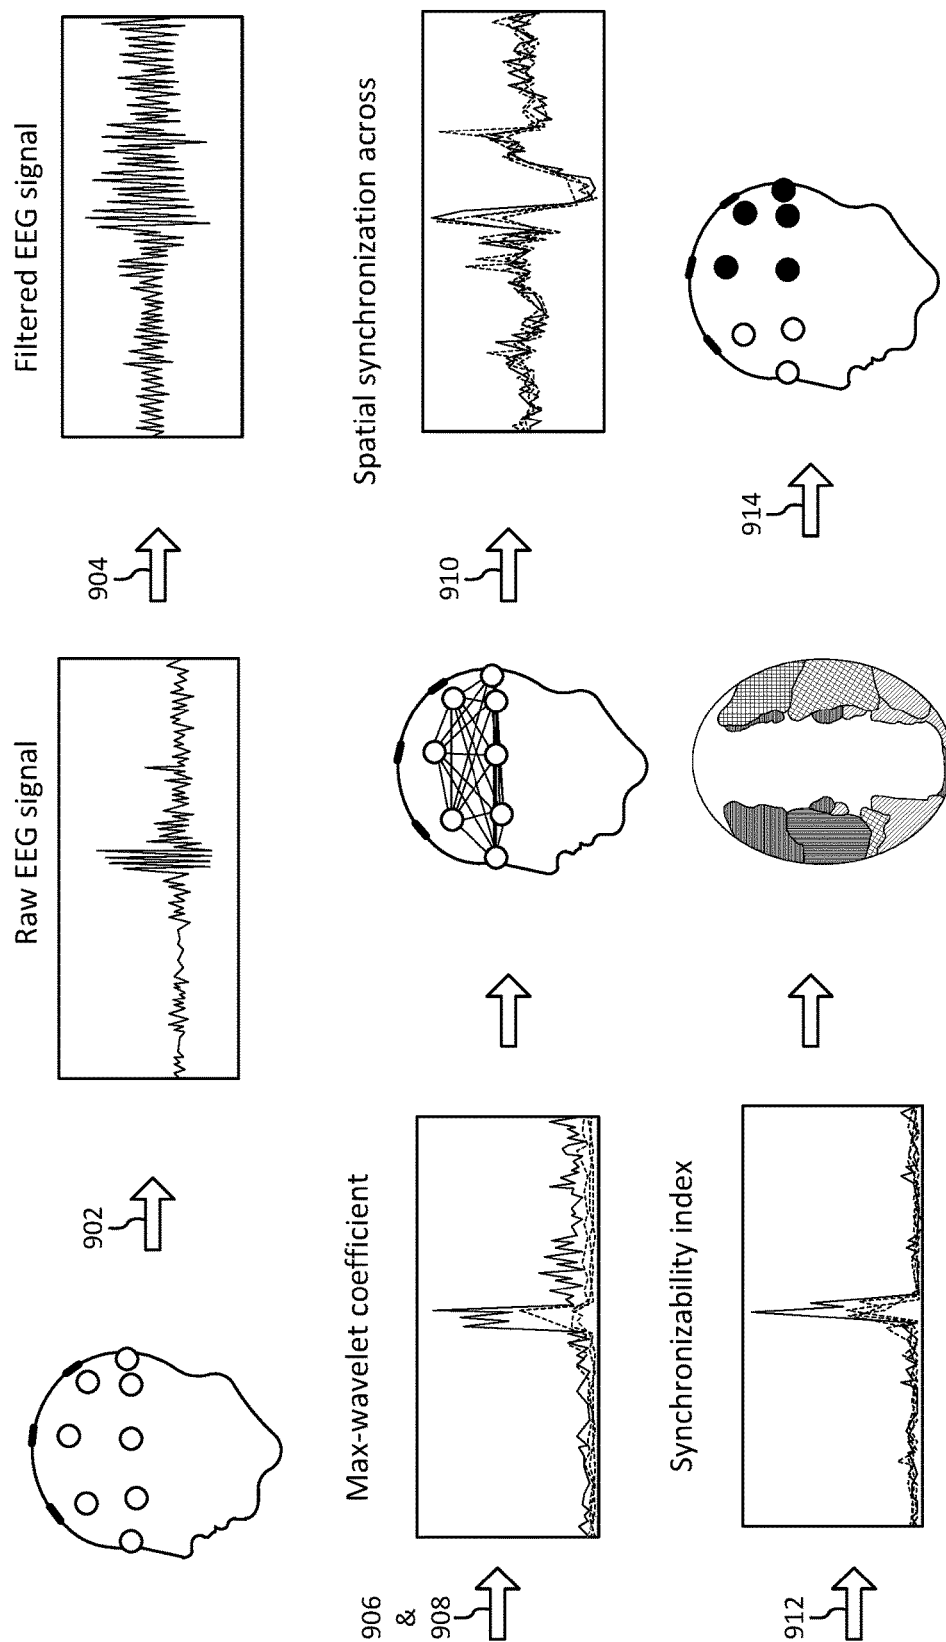 902
Raw EEG signal
904
Filtered EEG signal
906
&
908
Max-wavelet coefficient
910
Spatial synchronization across
912
Synchronizability index
914